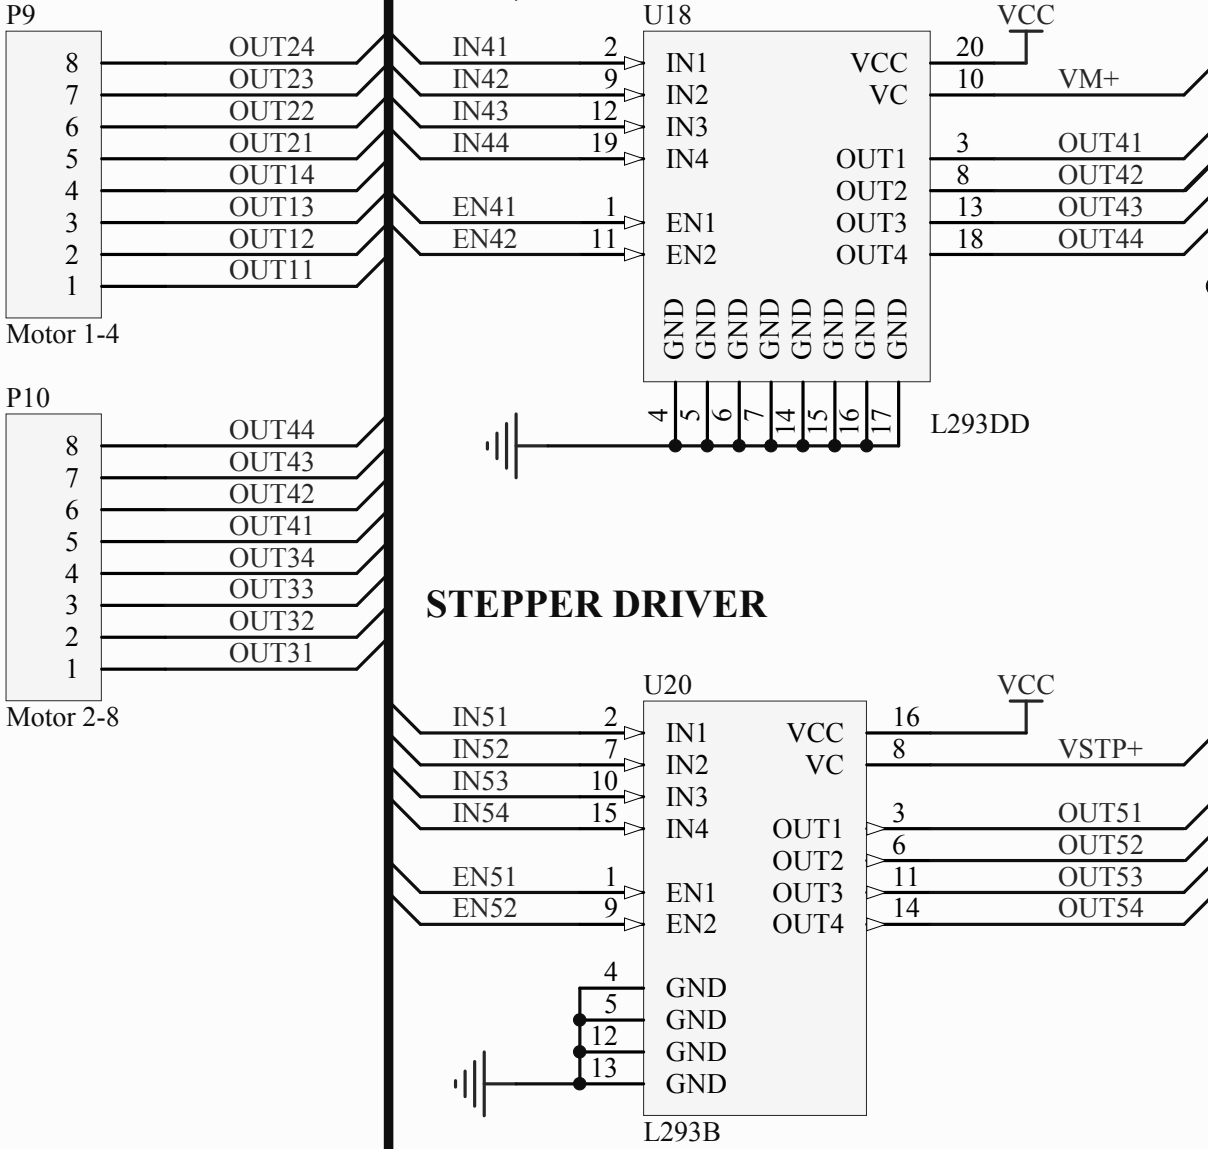 P9
8 OUT24
7 OUT23
6 OUT22
5 OUT21
4 OUT14
3 OUT13
2 OUT12
1 OUT11
Motor 1-4
P10
8 OUT44
7 OUT43
6 OUT42
5 OUT41
4 OUT34
3 OUT33
2 OUT32
1 OUT31
Motor 2-8
U18 VCC
IN41 2 IN1 VCC 20
IN42 9 IN2 VC 10 VM+
IN43 12 IN3
IN44 19 IN4 OUT1 3 OUT41
OUT2 8 OUT42
EN41 1 EN1 OUT3 13 OUT43
EN42 11 EN2 OUT4 18 OUT44
GND GND GND GND GND GND GND GND
4 5 6 7 14 15 16 17
L293DD
STEPPER DRIVER
U20 VCC
IN51 2 IN1 VCC 16
IN52 7 IN2 VC 8 VSTP+
IN53 10 IN3
IN54 15 IN4 OUT1 3 OUT51
OUT2 6 OUT52
EN51 1 EN1 OUT3 11 OUT53
EN52 9 EN2 OUT4 14 OUT54
4 GND
5 GND
12 GND
13 GND
L293B